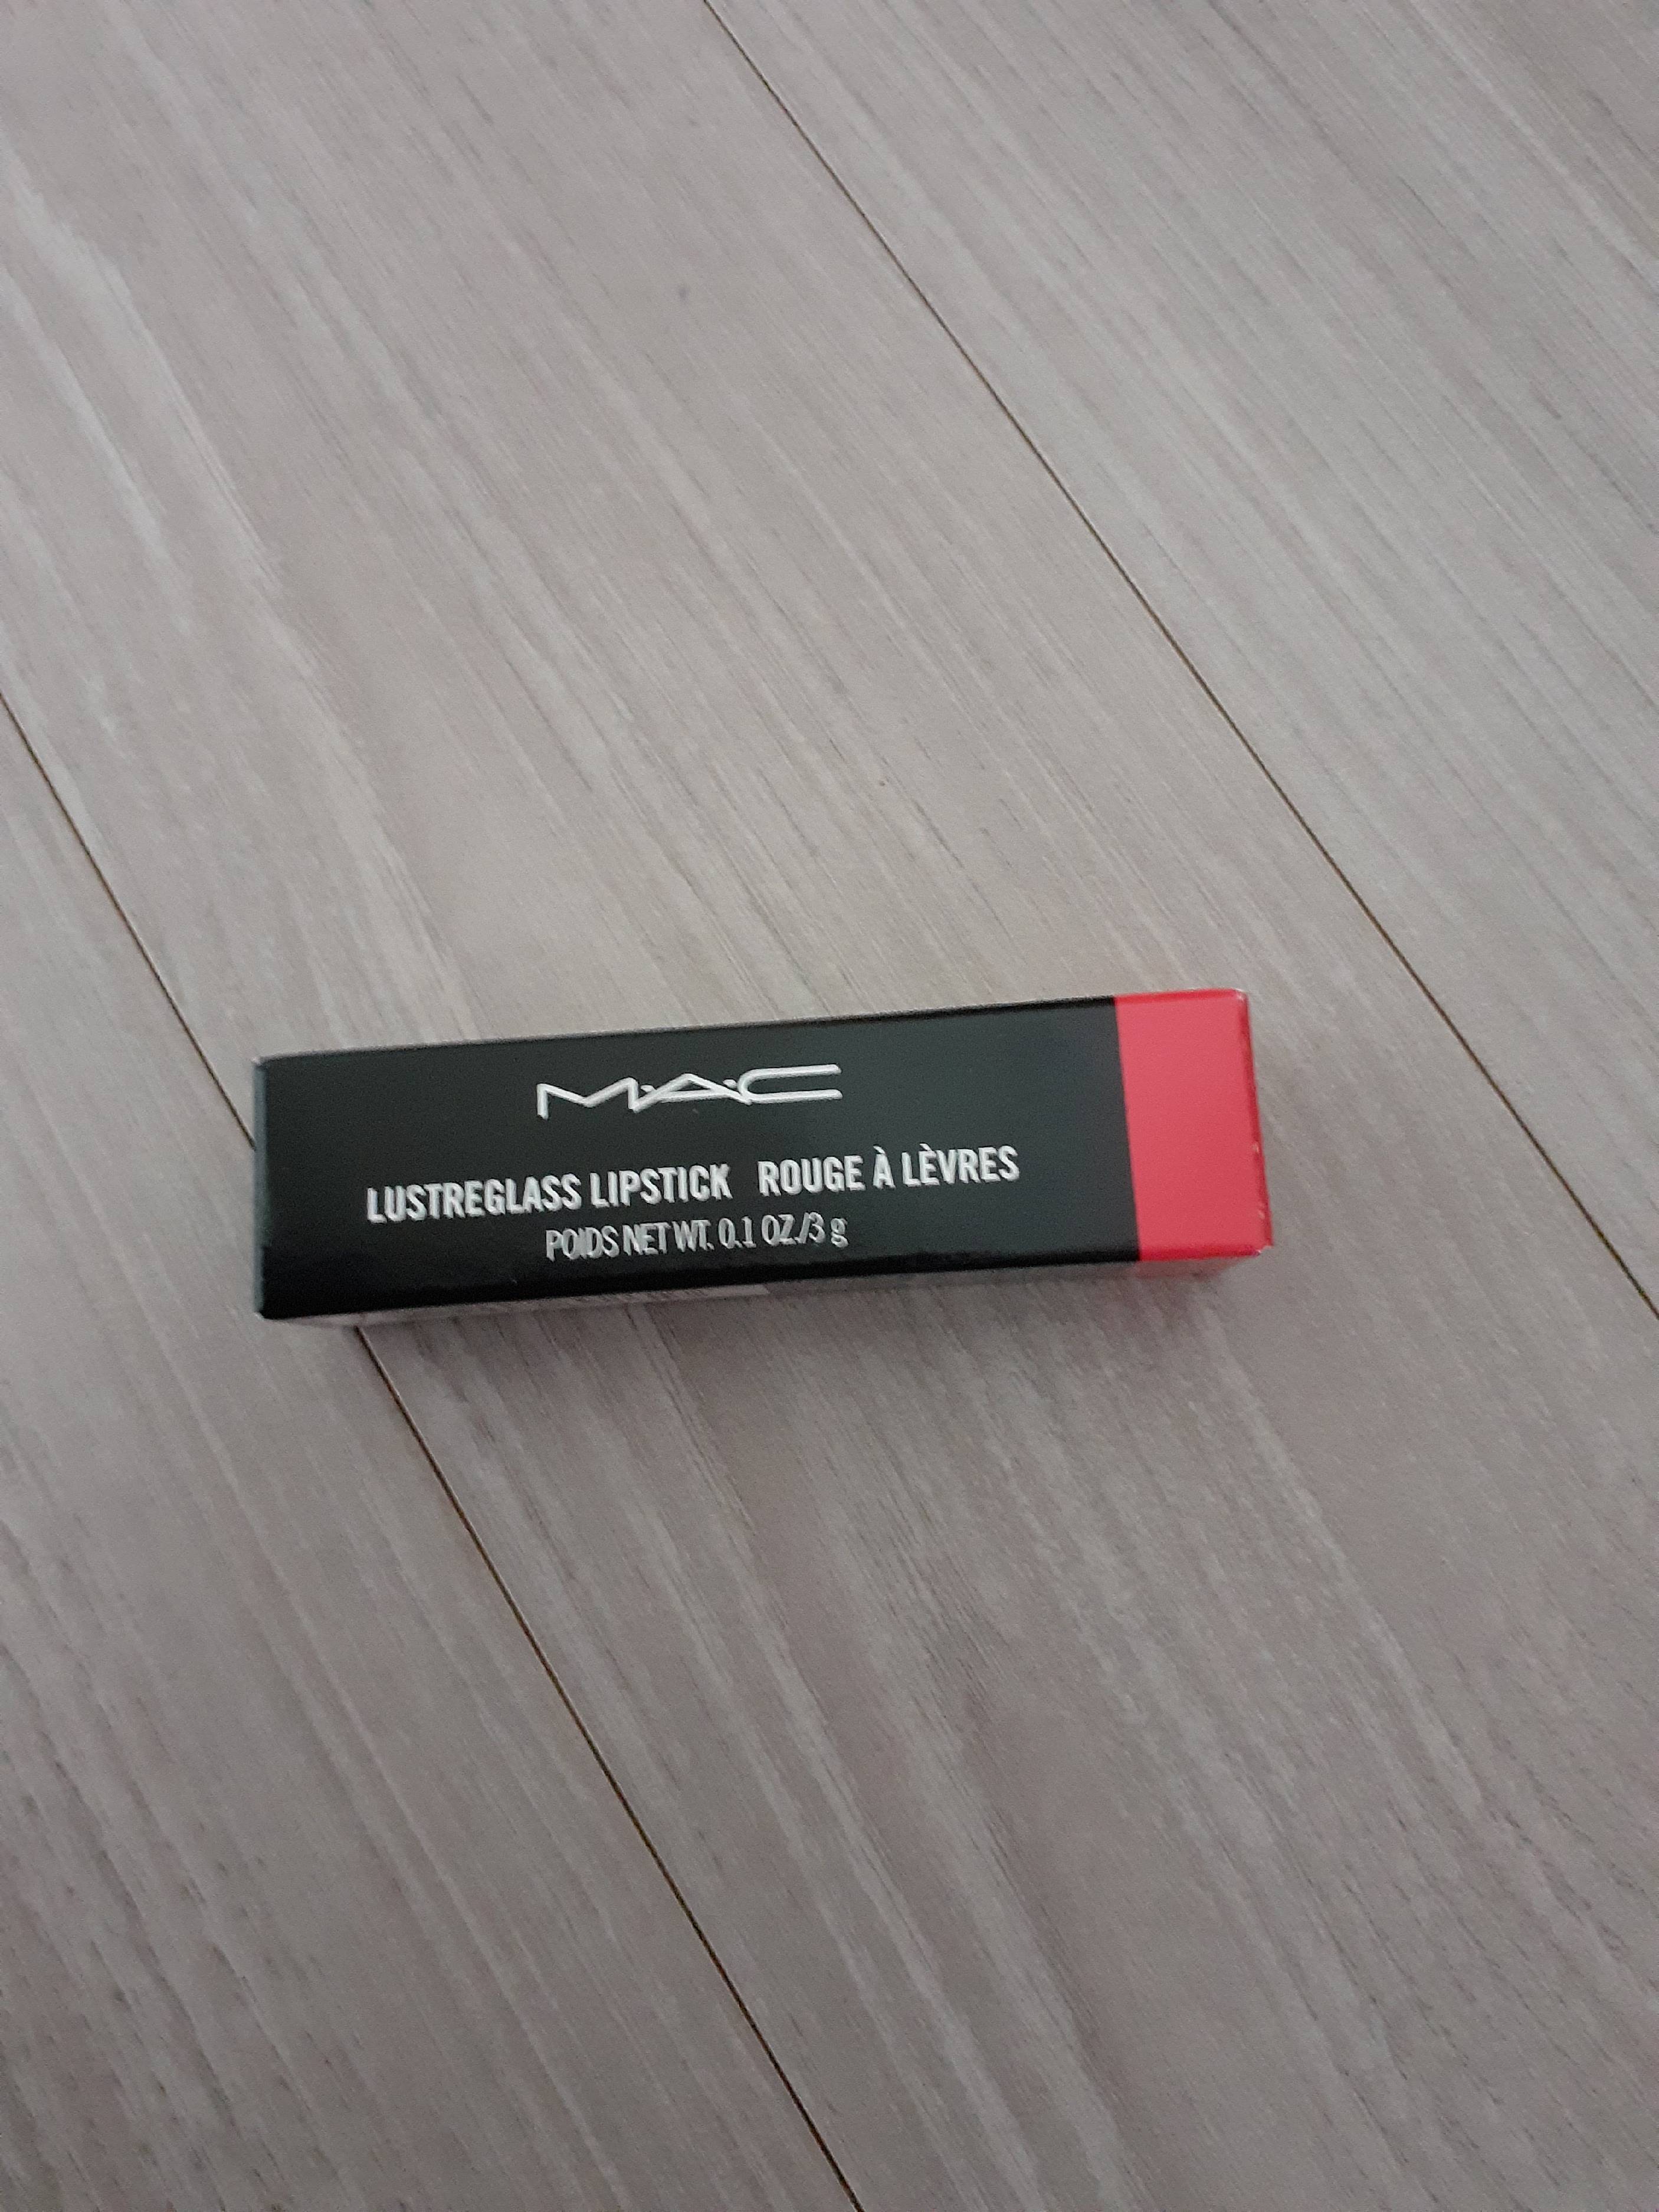 M·A·C
LUSTREGLASS LIPSTICK ROUGE À LÈVRES
POIDS NET WT. 0.1 OZ./3 g